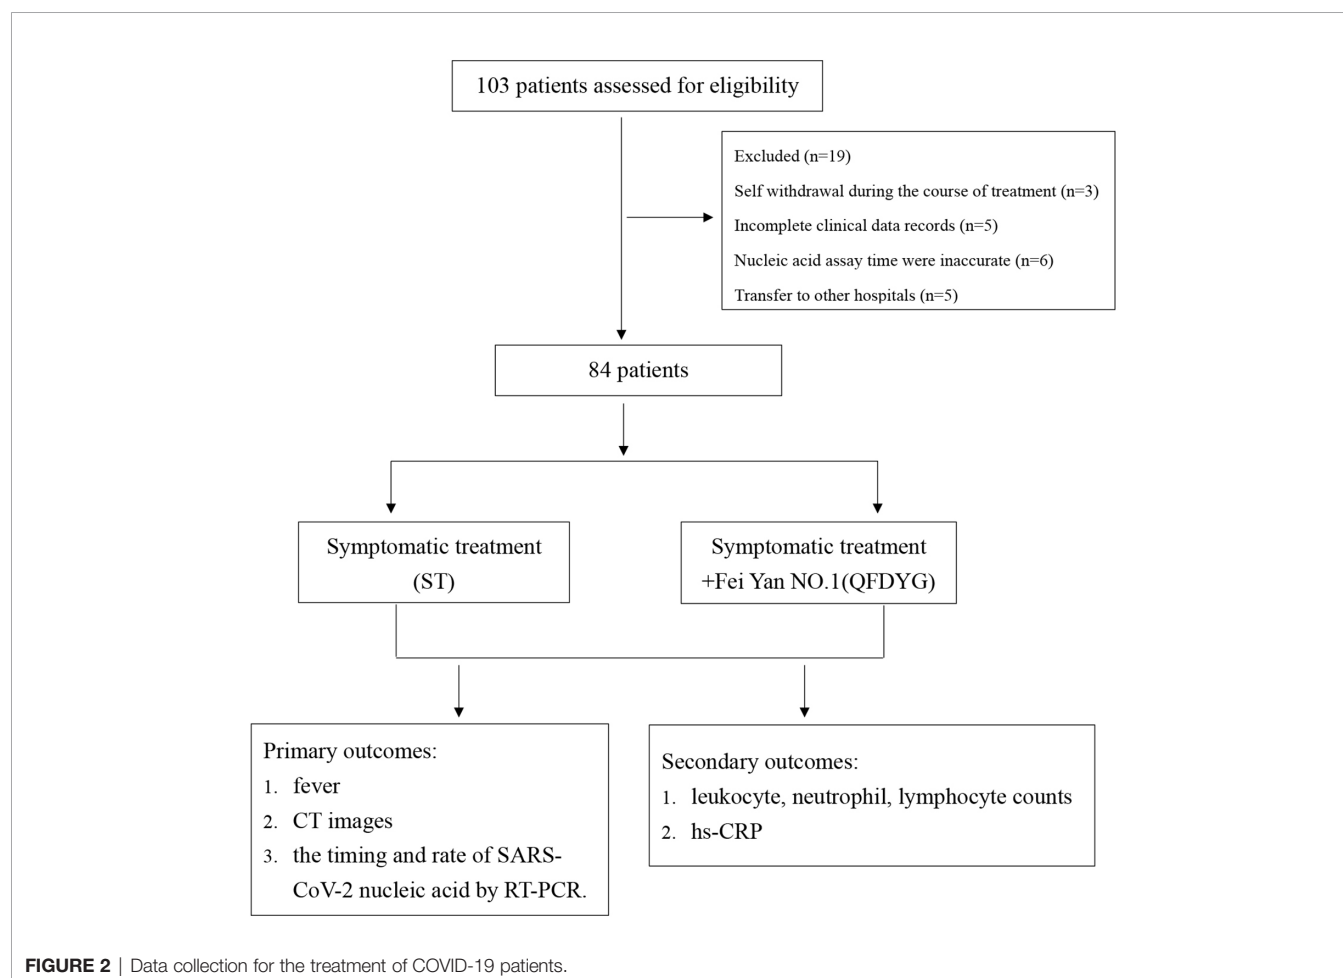 103 patients assessed for eligibility
Excluded (n=19)
Self withdrawal during the course of treatment (n=3)
Incomplete clinical data records (n=5)
Nucleic acid assay time were inaccurate (n=6)
Transfer to other hospitals (n=5)
84 patients
Symptomatic treatment
(ST)
Symptomatic treatment
+Fei Yan NO.1(QFDYG)
Primary outcomes:
1. fever
2. CT images
3. the timing and rate of SARS-
CoV-2 nucleic acid by RT-PCR.
Secondary outcomes:
1. leukocyte, neutrophil, lymphocyte counts
2. hs-CRP
FIGURE 2 | Data collection for the treatment of COVID-19 patients.